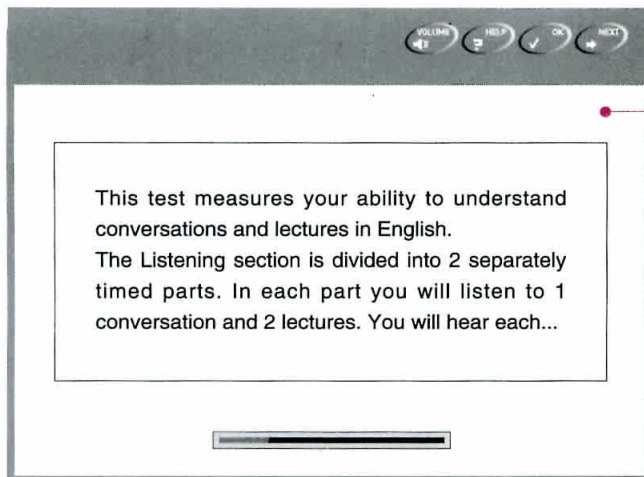 VOLUME
HELP
OK
NEXT
This test measures your ability to understand
conversations and lectures in English.
The Listening section is divided into 2 separately
timed parts. In each part you will listen to 1
conversation and 2 lectures. You will hear each...